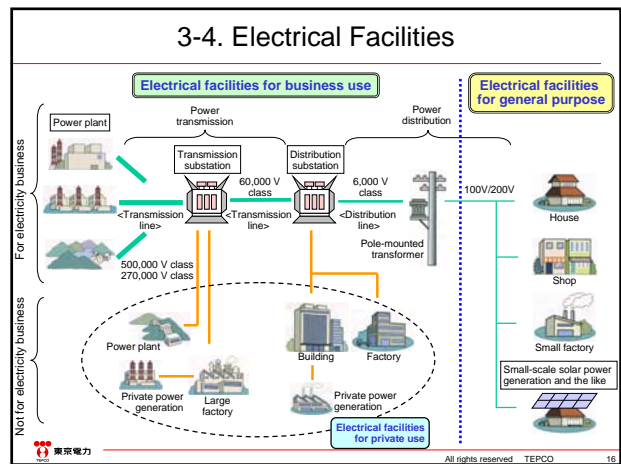 3-4. Electrical Facilities
Electrical facilities for business use
Electrical facilities
for general purpose
Power
transmission
Power
distribution
For electricity business
Power plant
Transmission
substation
Distribution
substation
60,000 V
class
6,000 V
class
100V/200V
<Transmission
line>
<Transmission
line>
<Distribution
line>
Pole-mounted
transformer
500,000 V class
270,000 V class
House
Shop
Small factory
Small-scale solar power
generation and the like
Not for electricity business
Power plant
Private power
generation
Large
factory
Building
Factory
Private power
generation
Electrical facilities
for private use
東京電力
TEPCO
All rights reserved TEPCO
16